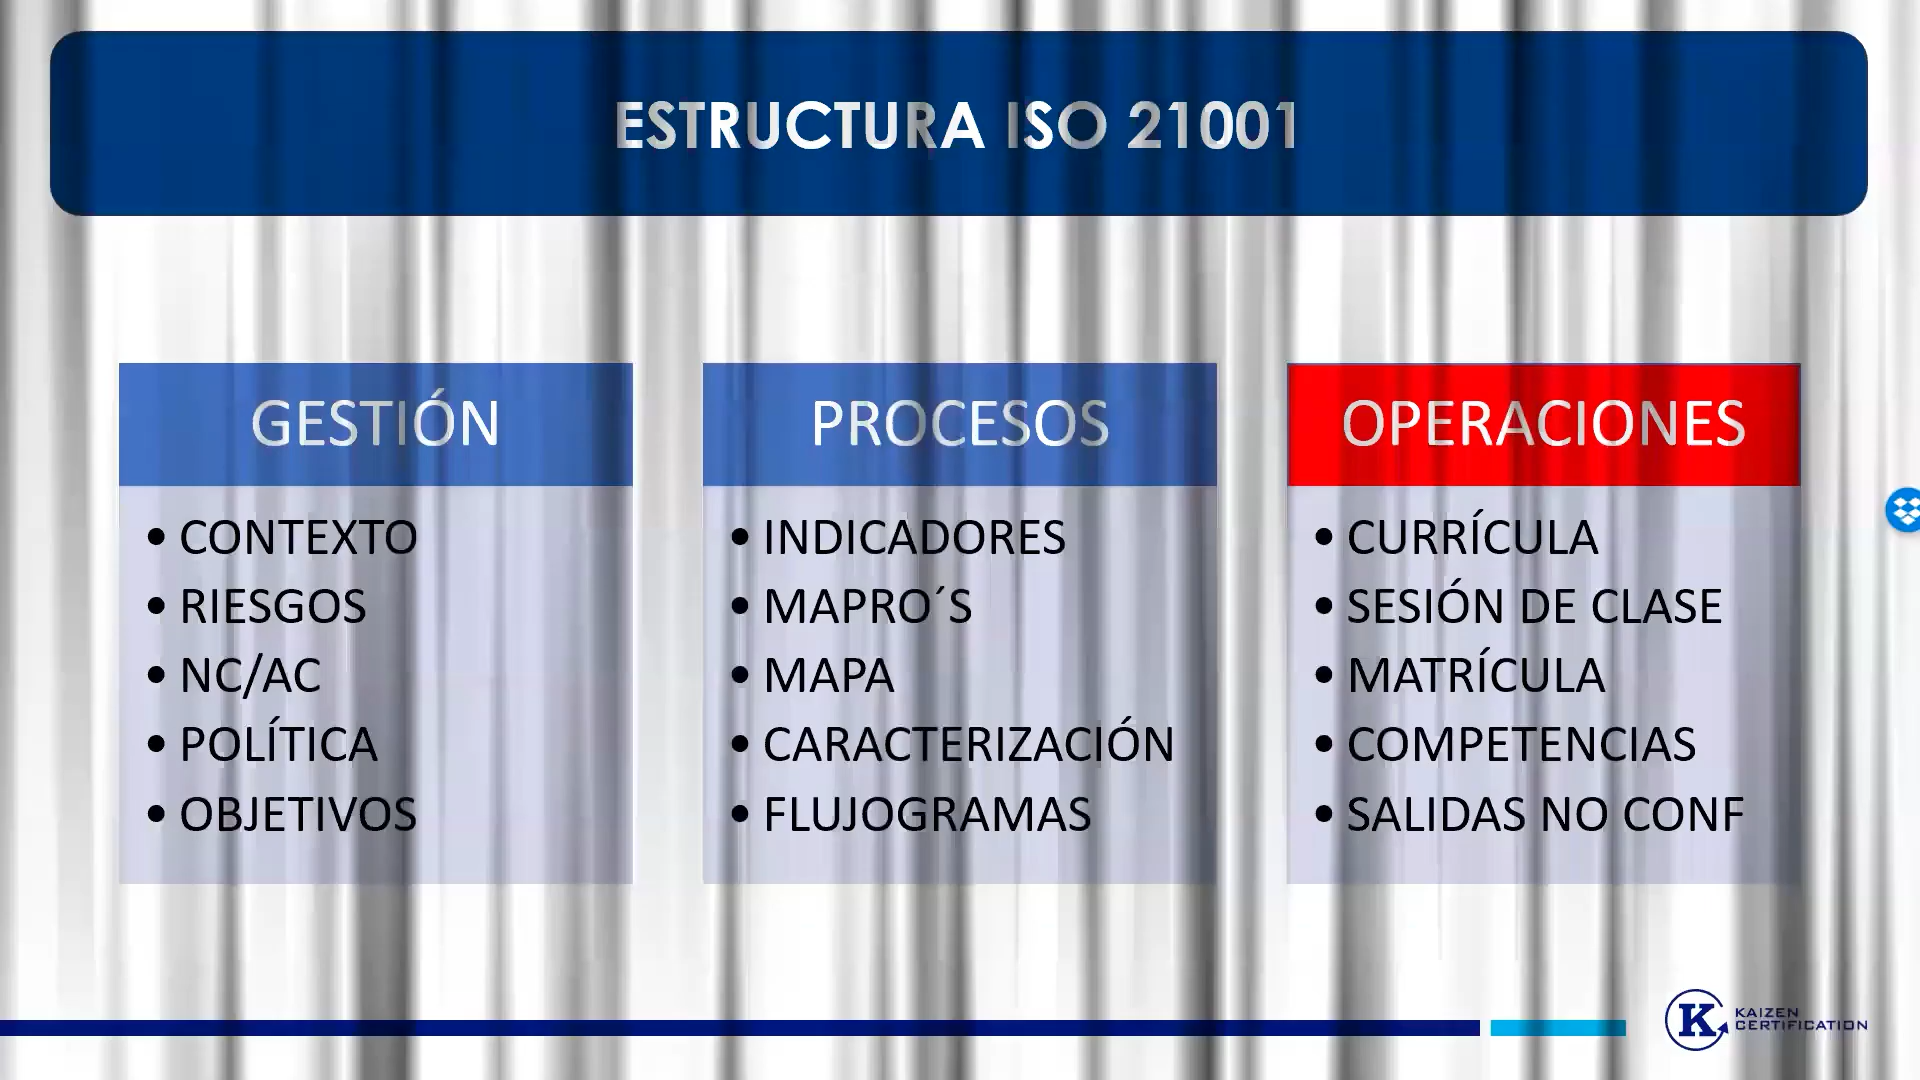 ESTRUCTURA ISO 21001
GESTIÓN
• CONTEXTO
• RIESGOS
• NC/AC
• POLÍTICA
• OBJETIVOS
PROCESOS
• INDICADORES
• MAPRO´S
• MAPA
• CARACTERIZACIÓN
• FLUJOGRAMAS
OPERACIONES
• CURRÍCULA
• SESIÓN DE CLASE
• MATRÍCULA
• COMPETENCIAS
• SALIDAS NO CONF
K KAIZEN
CERTIFICATION